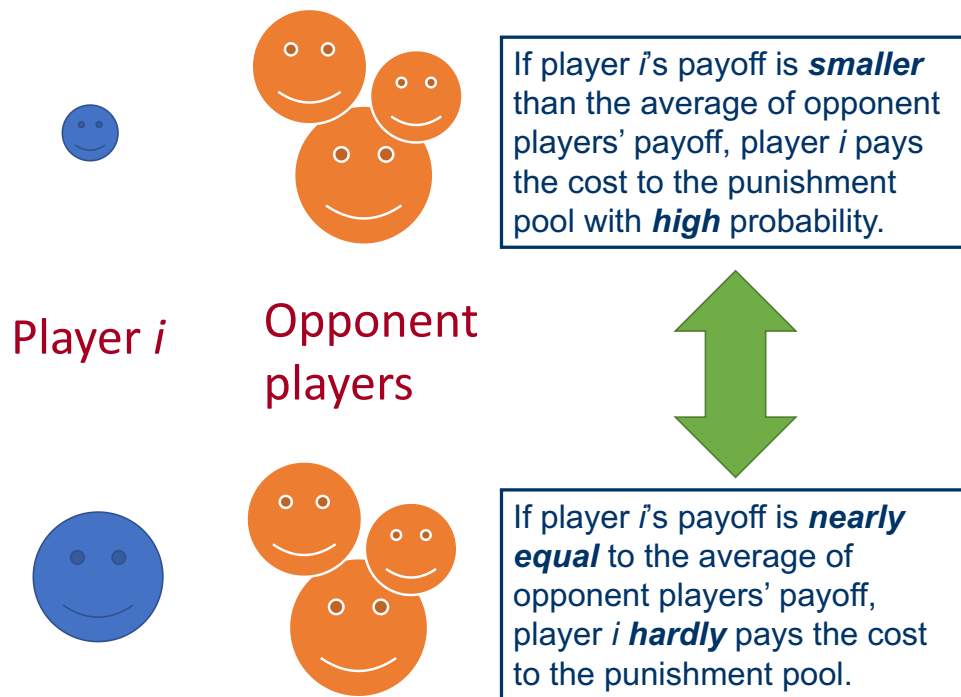 If player i's payoff is smaller
than the average of opponent
players' payoff, player i pays
the cost to the punishment
pool with high probability.
Player i
Opponent
players
If player i's payoff is nearly
equal to the average of
opponent players' payoff,
player i hardly pays the cost
to the punishment pool.